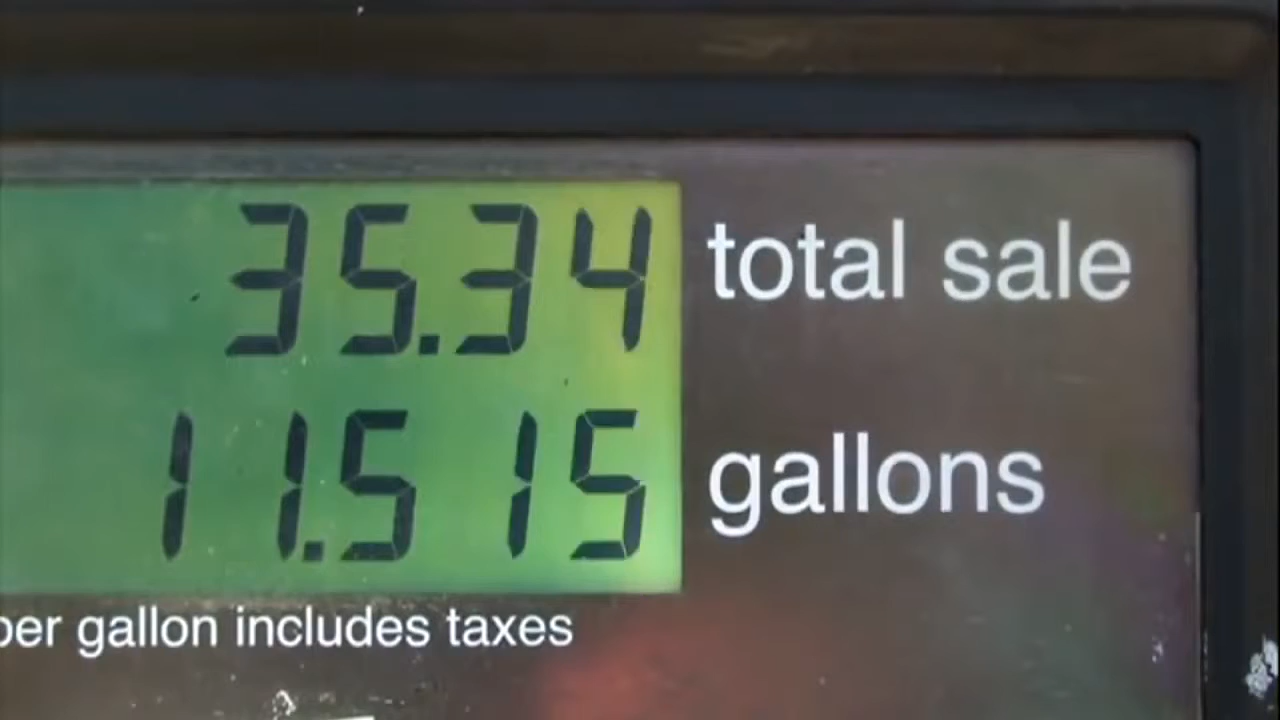 35.34 total sale
11.515 gallons
per gallon includes taxes